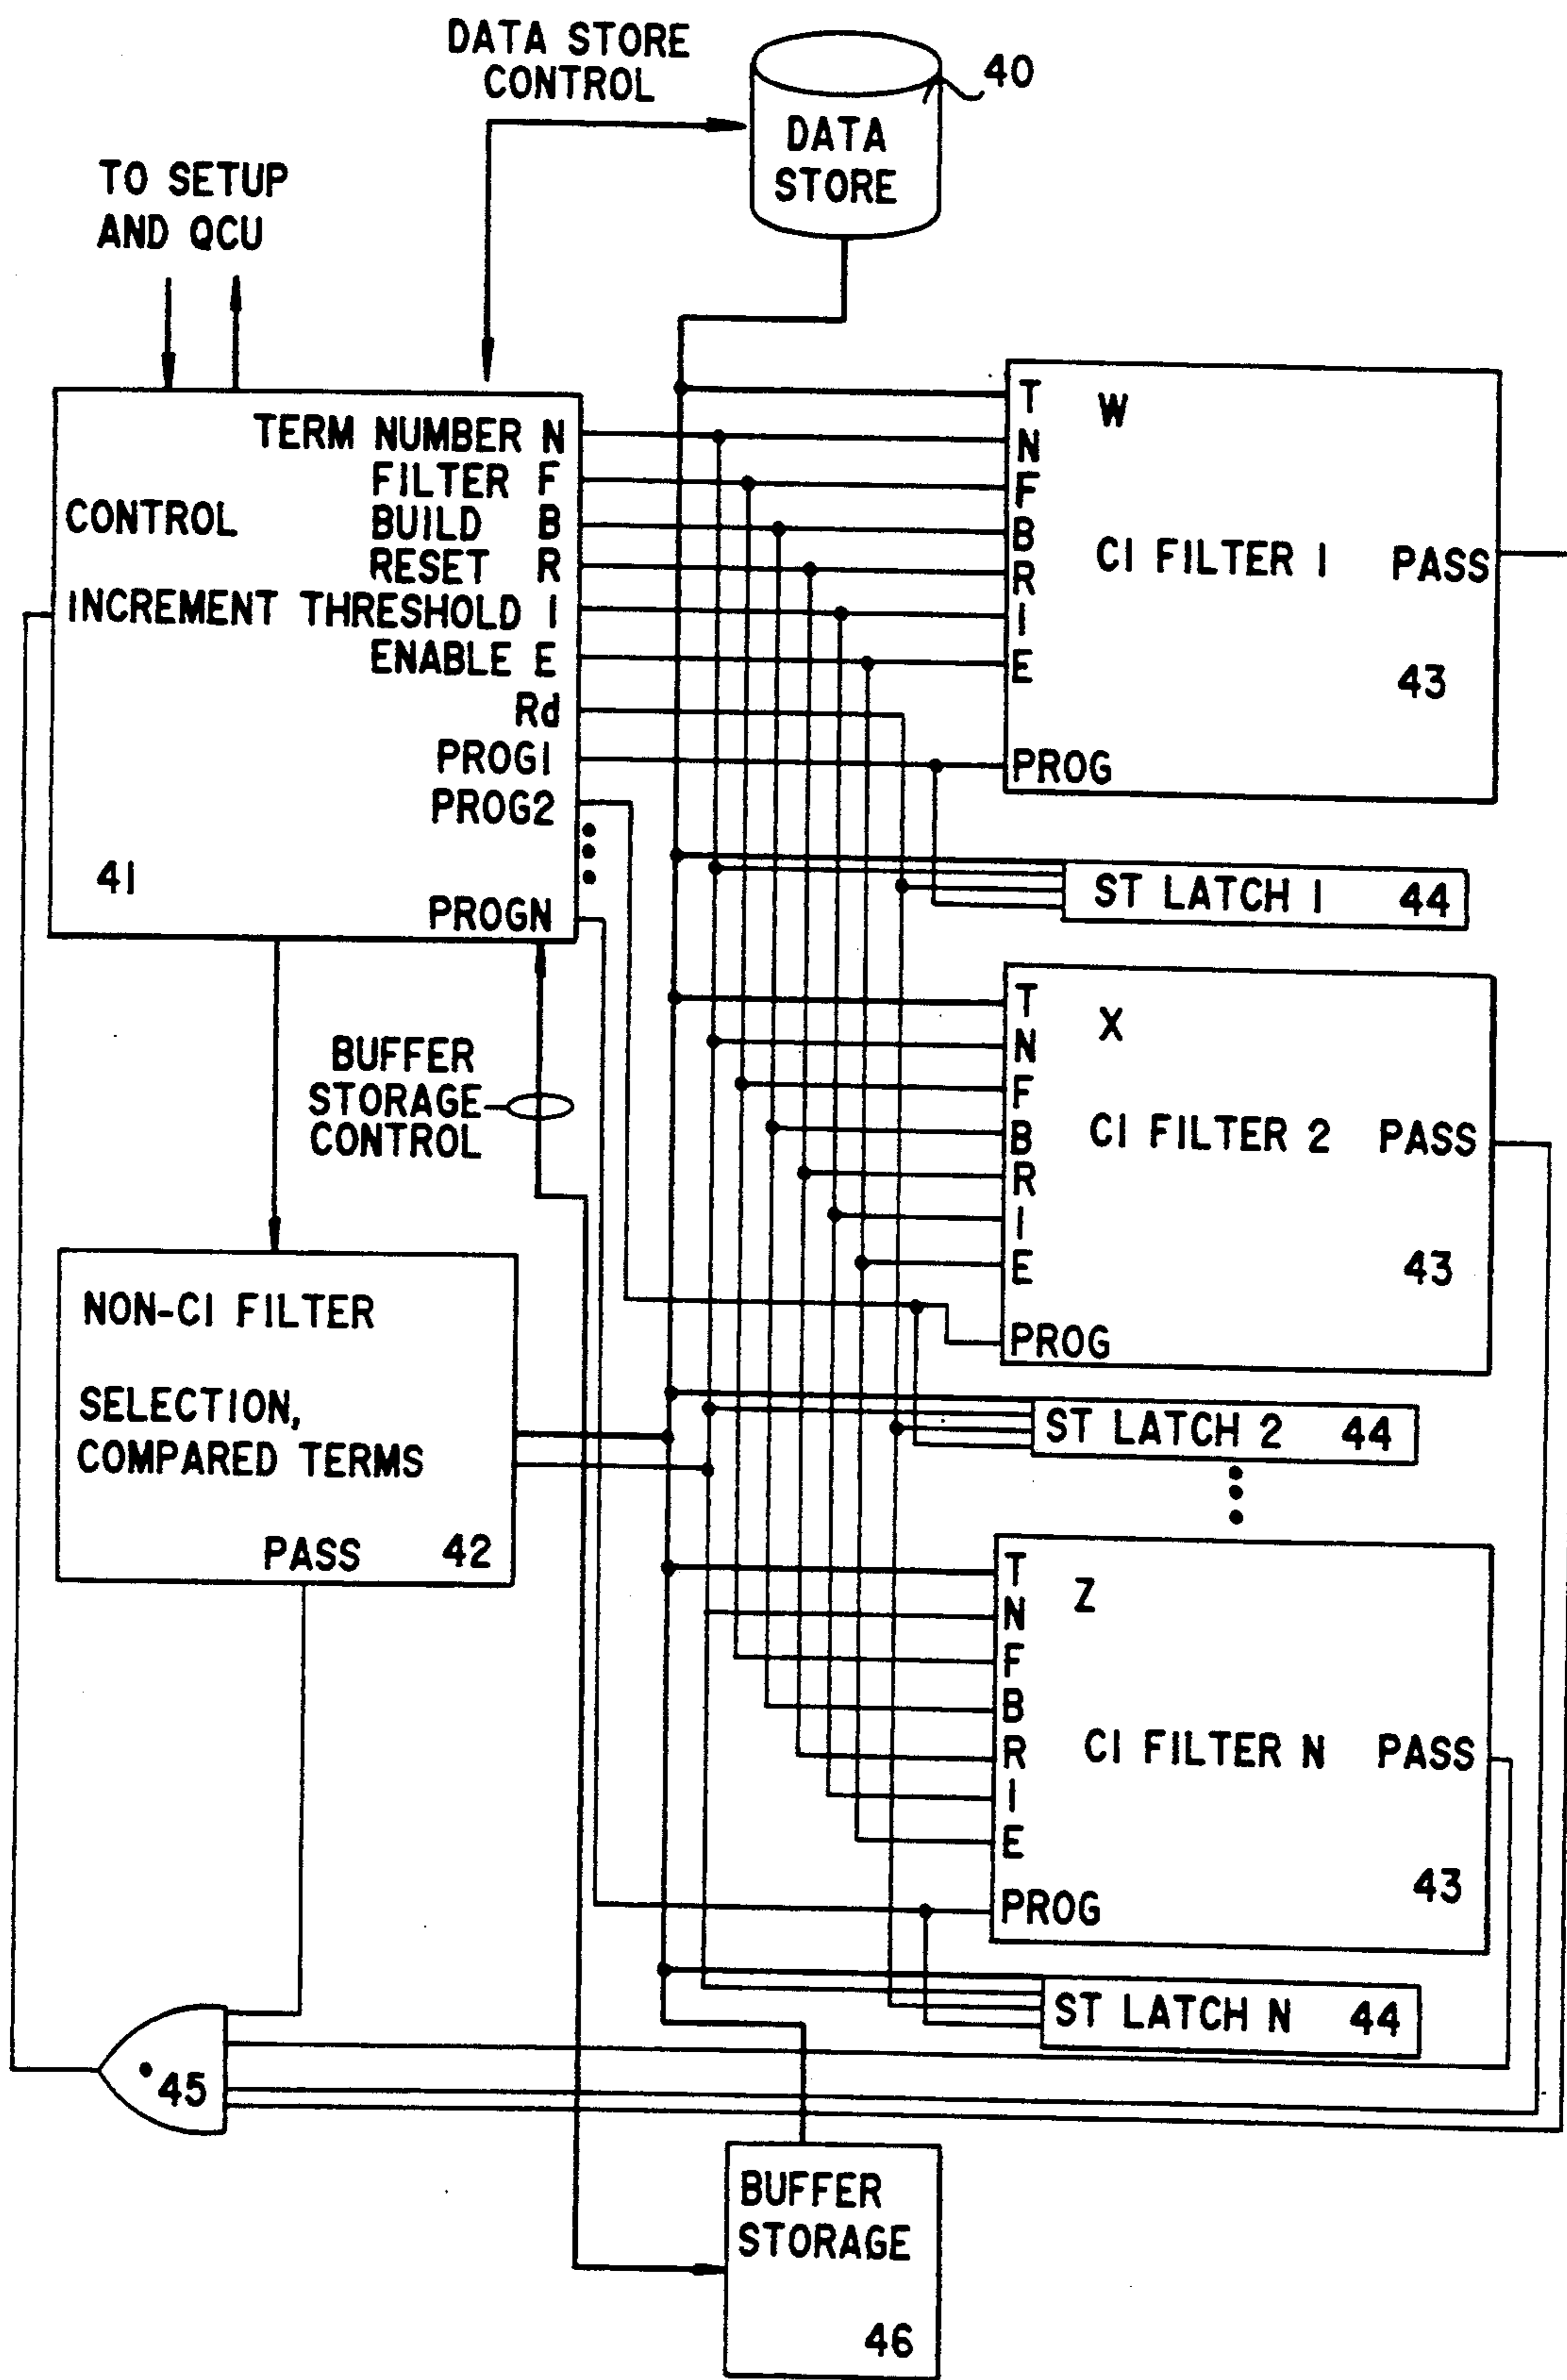 DATA STORE
CONTROL
40
DATA
STORE
TO SETUP
AND QCU
TERM NUMBER N
FILTER F
CONTROL BUILD B
RESET R
INCREMENT THRESHOLD I
ENABLE E
Rd
PROG1
PROG2
41
PROGN
T
W
N
F
B
CI FILTER 1 PASS
R
I
E
43
PROG
ST LATCH 1 44
T
X
N
F
B
CI FILTER 2 PASS
R
I
E
43
PROG
ST LATCH 2 44
BUFFER
STORAGE
CONTROL
NON-CI FILTER
SELECTION,
COMPARED TERMS
PASS 42
T
Z
N
F
B
R
CI FILTER N PASS
I
E
43
PROG
ST LATCH N 44
45
BUFFER
STORAGE
46